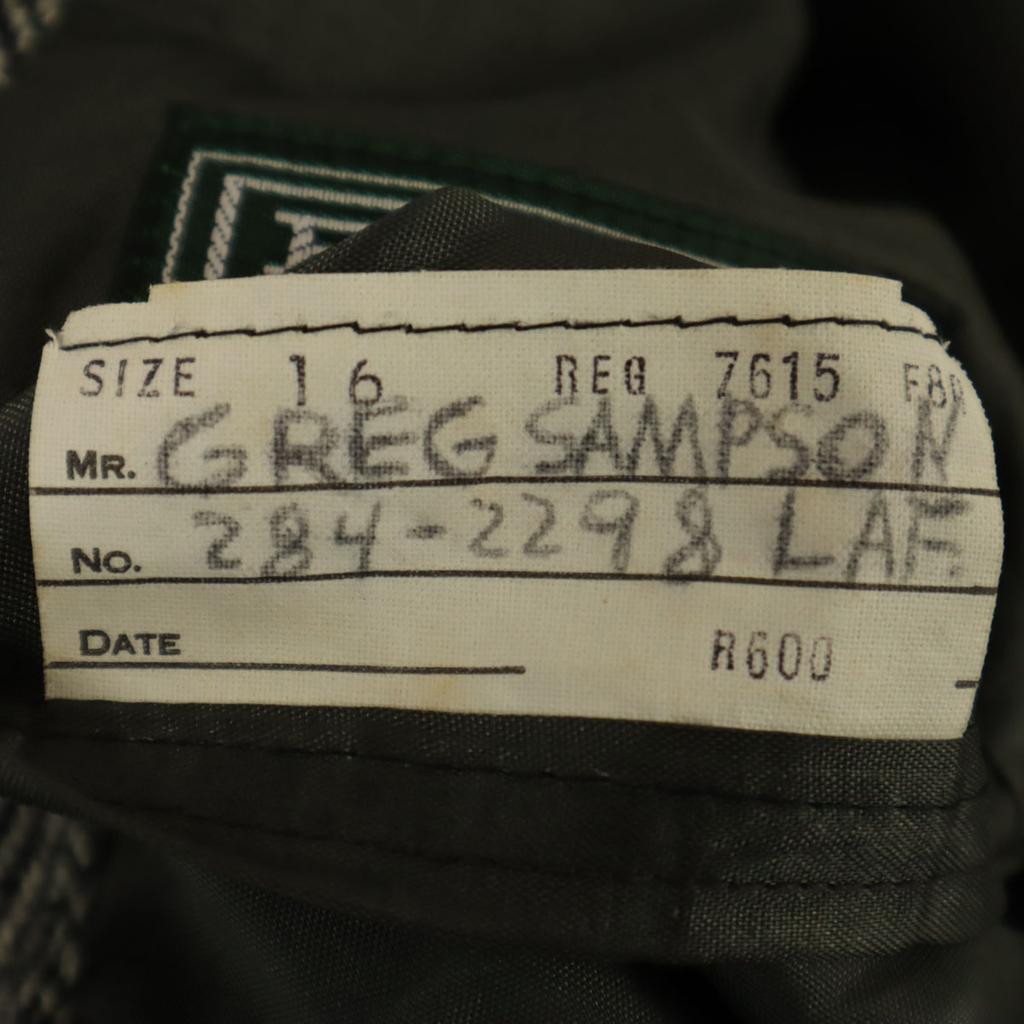 SIZE 16 REG 7615
MR. GREG SAMPSON
NO. 284-2298 LAF.
DATE R600